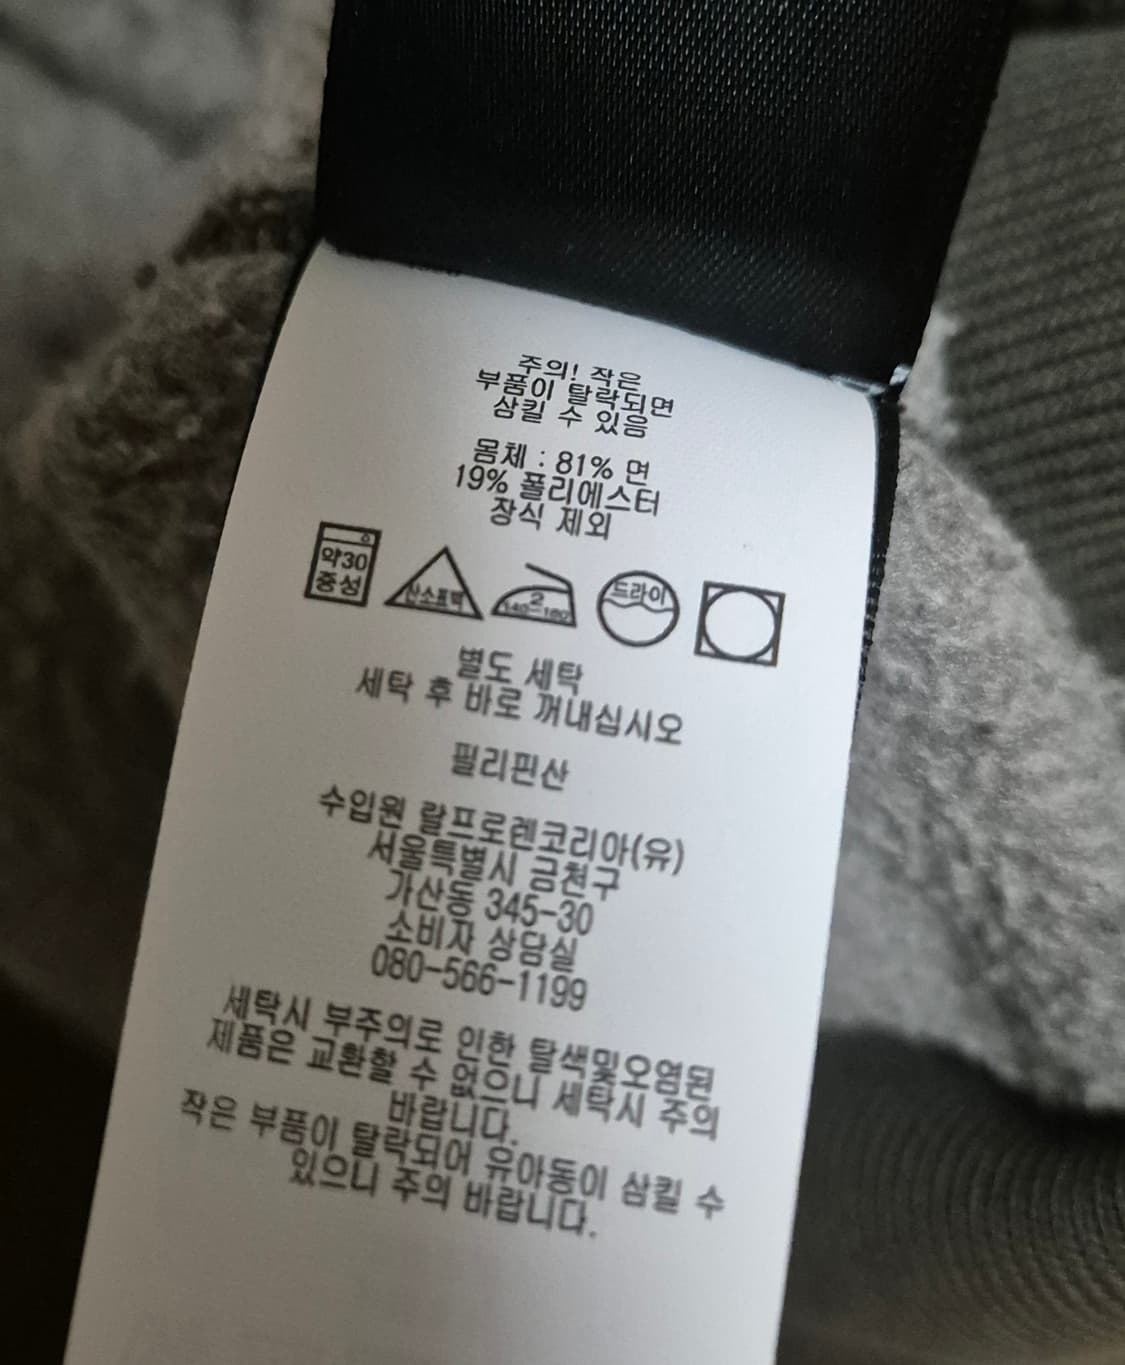 주의! 작은
부품이 탈락되면
삼킬 수 있음
몸체 : 81% 면
19% 폴리에스터
장식 제외
약30
중성
산소표백
2
140-160
드라이
별도 세탁
세탁 후 바로 꺼내십시오
필리핀산
수입원 랄프로렌코리아(유)
서울특별시 금천구
가산동 345-30
소비자 상담실
080-566-1199
세탁시 부주의로 인한 탈색및오염된
제품은 교환할 수 없으니 세탁시 주의
바랍니다.
작은 부품이 탈락되어 유아동이 삼킬 수
있으니 주의 바랍니다.